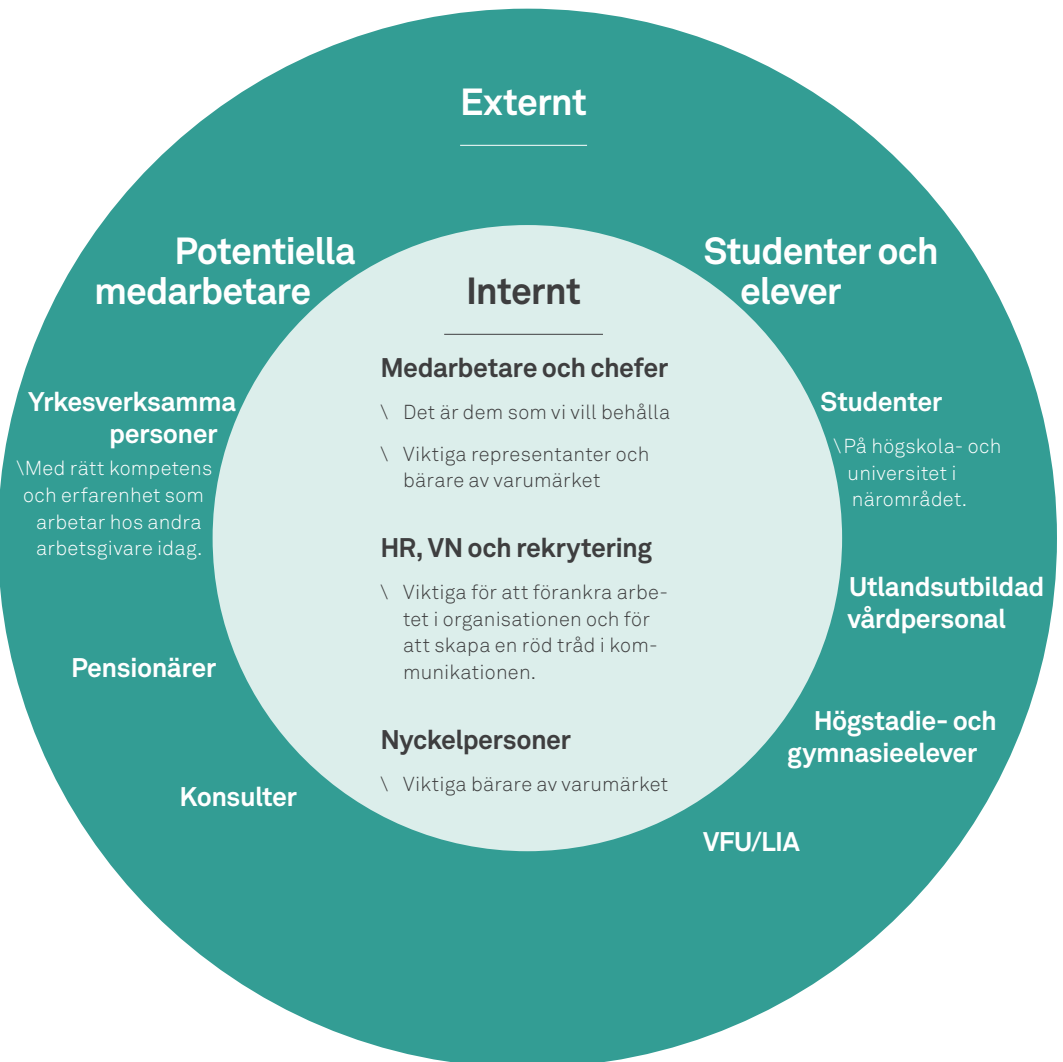 Externt
Potentiella
medarbetare
Yrkesverksamma
personer
\Med rätt kompetens
och erfarenhet som
arbetar hos andra
arbetsgivare idag.
Pensionärer
Konsulter
Internt
Medarbetare och chefer
\ Det är dem som vi vill behålla
\ Viktiga representanter och
bärare av varumärket
HR, VN och rekrytering
\ Viktiga för att förankra arbe-
tet i organisationen och för
att skapa en röd tråd i kom-
munikationen.
Nyckelpersoner
\ Viktiga bärare av varumärket
Studenter och
elever
Studenter
\På högskola- och
universitet i
närområdet.
Utlandsutbildad
vårdpersonal
Högstadie- och
gymnasieelever
VFU/LIA